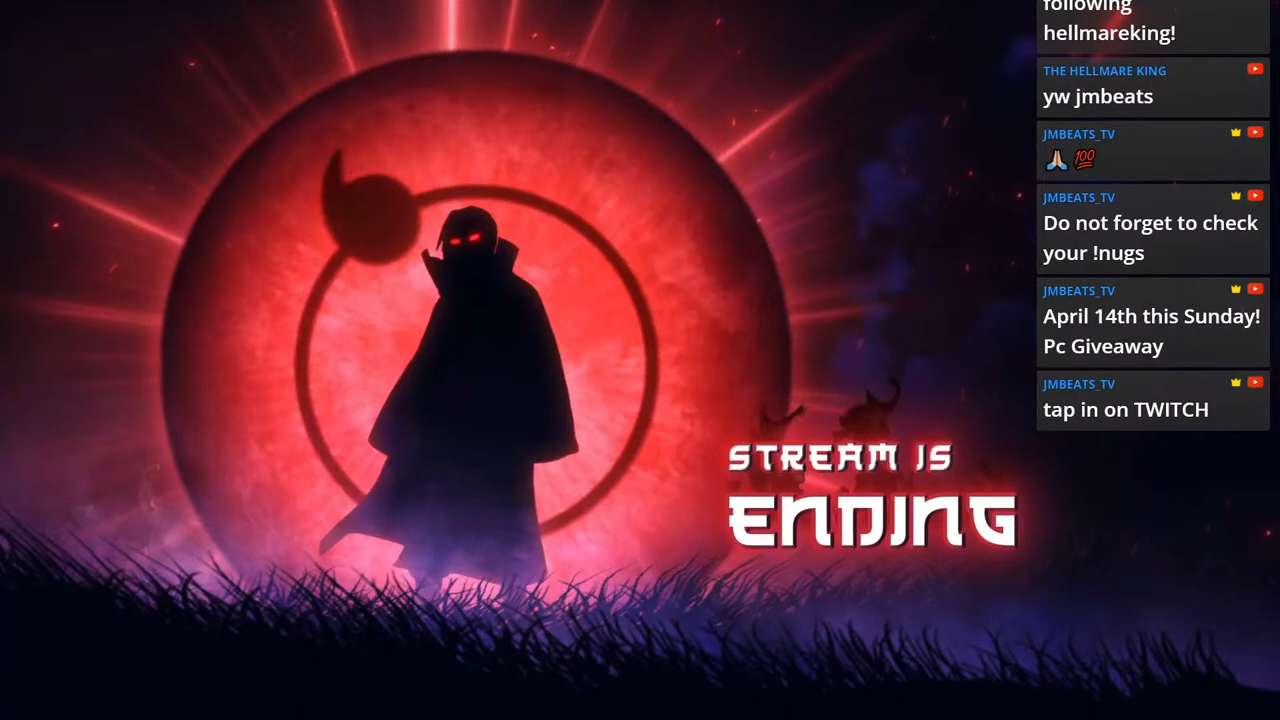 following
hellmareking!
THE HELLMARE KING
yw jmbeats
JMBEATS_TV
🙏🏼 💯
JMBEATS_TV
Do not forget to check
your !nugs
JMBEATS_TV
April 14th this Sunday!
Pc Giveaway
JMBEATS_TV
tap in on TWITCH
STREAM IS
ENDING